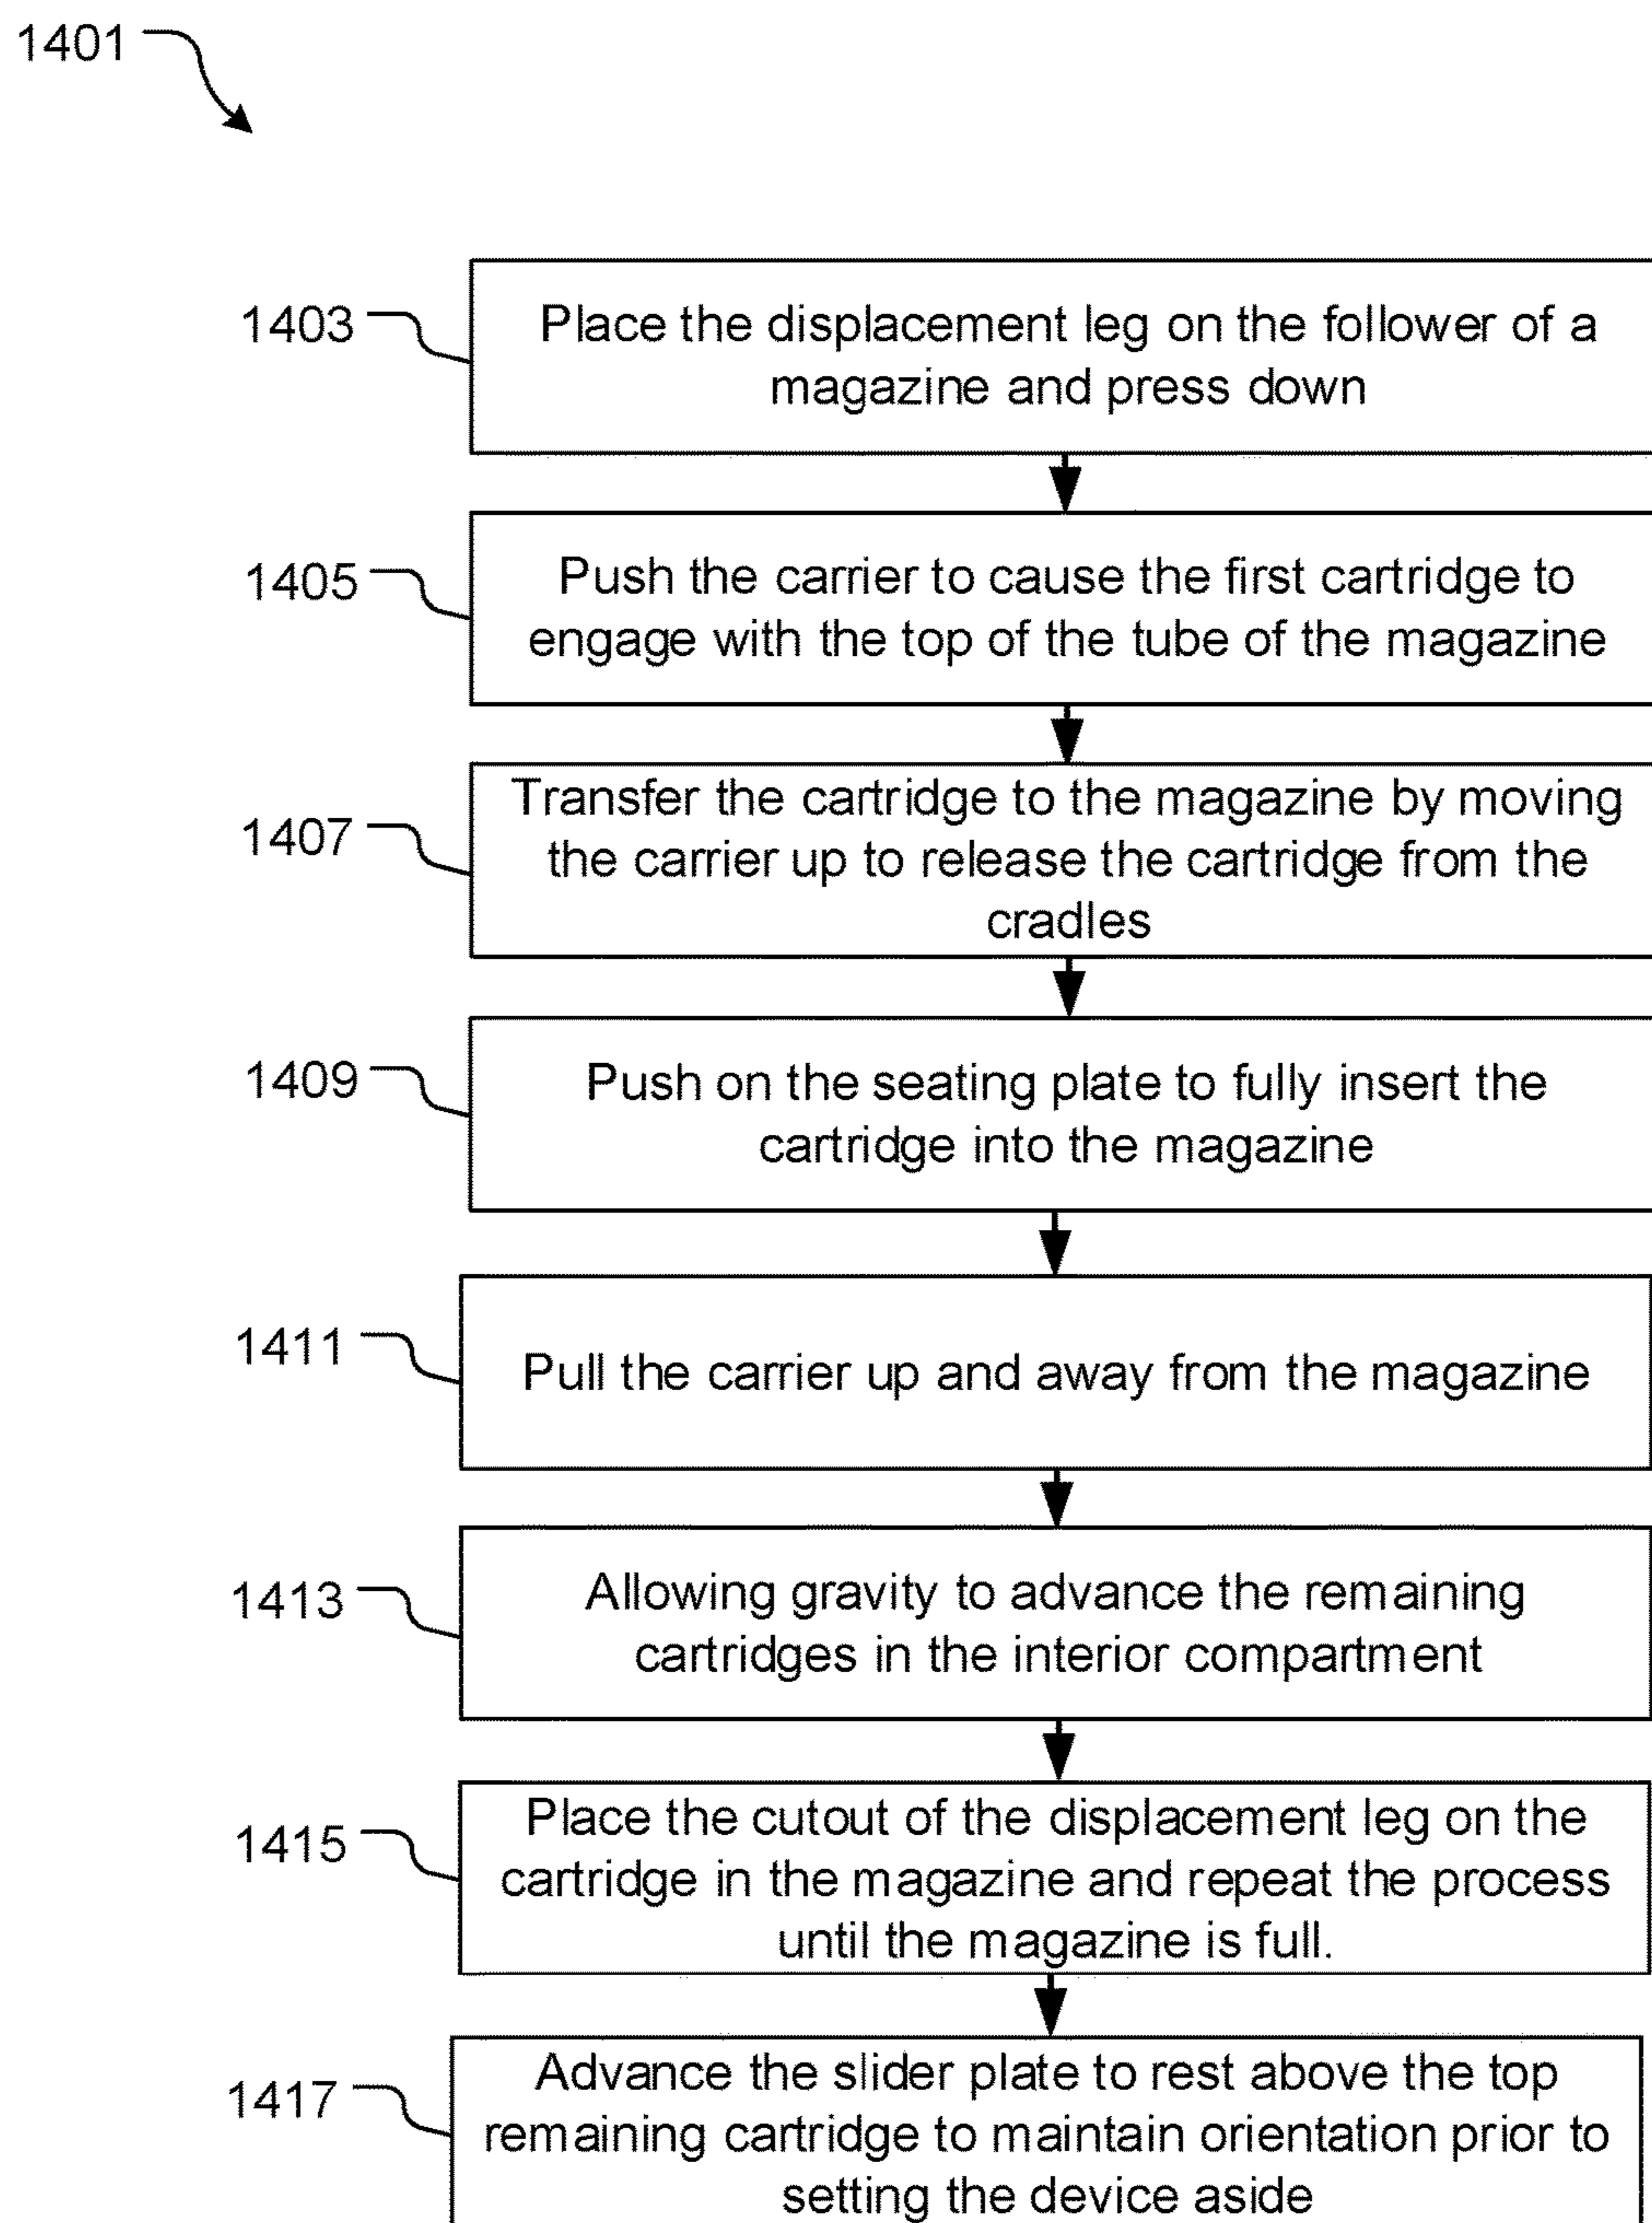 1401
1403
Place the displacement leg on the follower of a
magazine and press down
1405
Push the carrier to cause the first cartridge to
engage with the top of the tube of the magazine
1407
Transfer the cartridge to the magazine by moving
the carrier up to release the cartridge from the
cradles
1409
Push on the seating plate to fully insert the
cartridge into the magazine
1411
Pull the carrier up and away from the magazine
1413
Allowing gravity to advance the remaining
cartridges in the interior compartment
1415
Place the cutout of the displacement leg on the
cartridge in the magazine and repeat the process
until the magazine is full.
1417
Advance the slider plate to rest above the top
remaining cartridge to maintain orientation prior to
setting the device aside